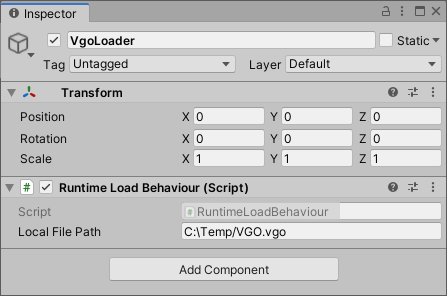 Inspector
VgoLoader Static
Tag Untagged Layer Default
Transform
Position X 0 Y 0 Z 0
Rotation X 0 Y 0 Z 0
Scale X 1 Y 1 Z 1
# Runtime Load Behaviour (Script)
Script # RuntimeLoadBehaviour
Local File Path C:\Temp/VGO.vgo
Add Component